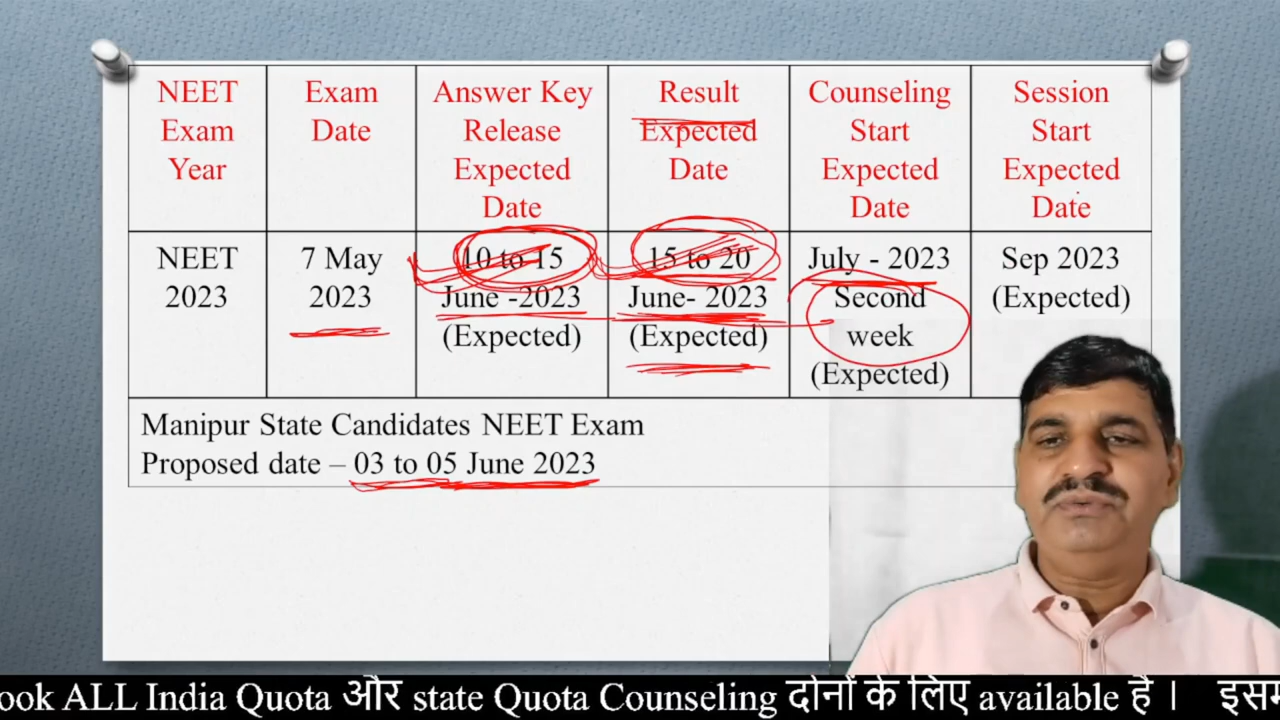 NEET Exam Year
Exam Date
Answer Key Release Expected Date
Result Expected Date
Counseling Start Expected Date
Session Start Expected Date
NEET 2023
7 May 2023
10 to 15 June -2023 (Expected)
15 to 20 June- 2023 (Expected)
July - 2023 Second week (Expected)
Sep 2023 (Expected)
Manipur State Candidates NEET Exam
Proposed date – 03 to 05 June 2023
ook ALL India Quota और state Quota Counseling दोनों के लिए available है ।